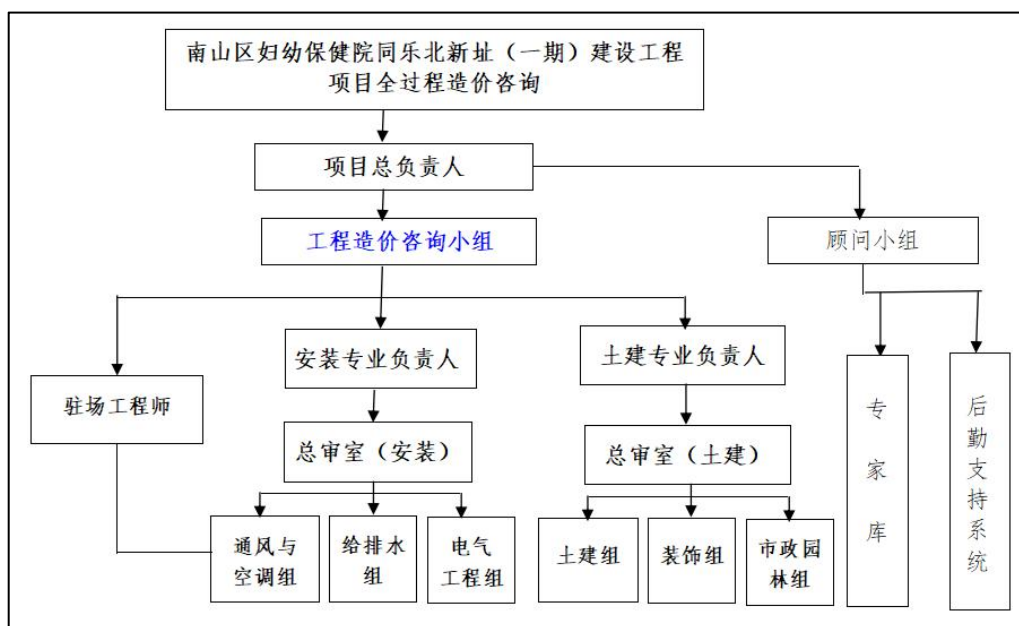 南山区妇幼保健院同乐北新址（一期）建设工程
项目全过程造价咨询
项目总负责人
工程造价咨询小组
顾问小组
驻场工程师
安装专业负责人
土建专业负责人
总审室（安装）
总审室（土建）
通风与
空调组
给排水
组
电气
工程组
土建组
装饰组
市政园
林组
专家库
后勤支持系统